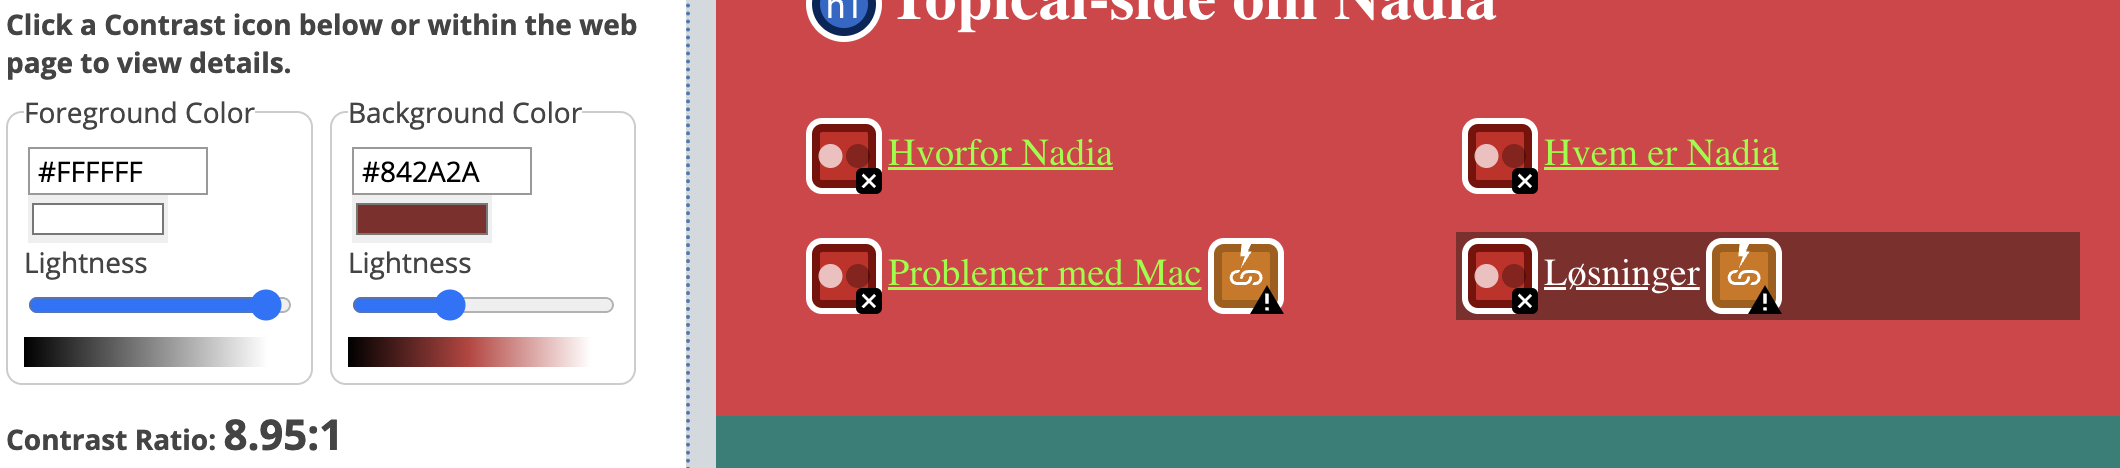 Click a Contrast icon below or within the web
page to view details.
Foreground Color
Background Color
#FFFFFF
#842A2A
Lightness
Lightness
Contrast Ratio: 8.95:1
h1 Topical-side om Nadia
Hvorfor Nadia
Hvem er Nadia
Problemer med Mac
Løsninger